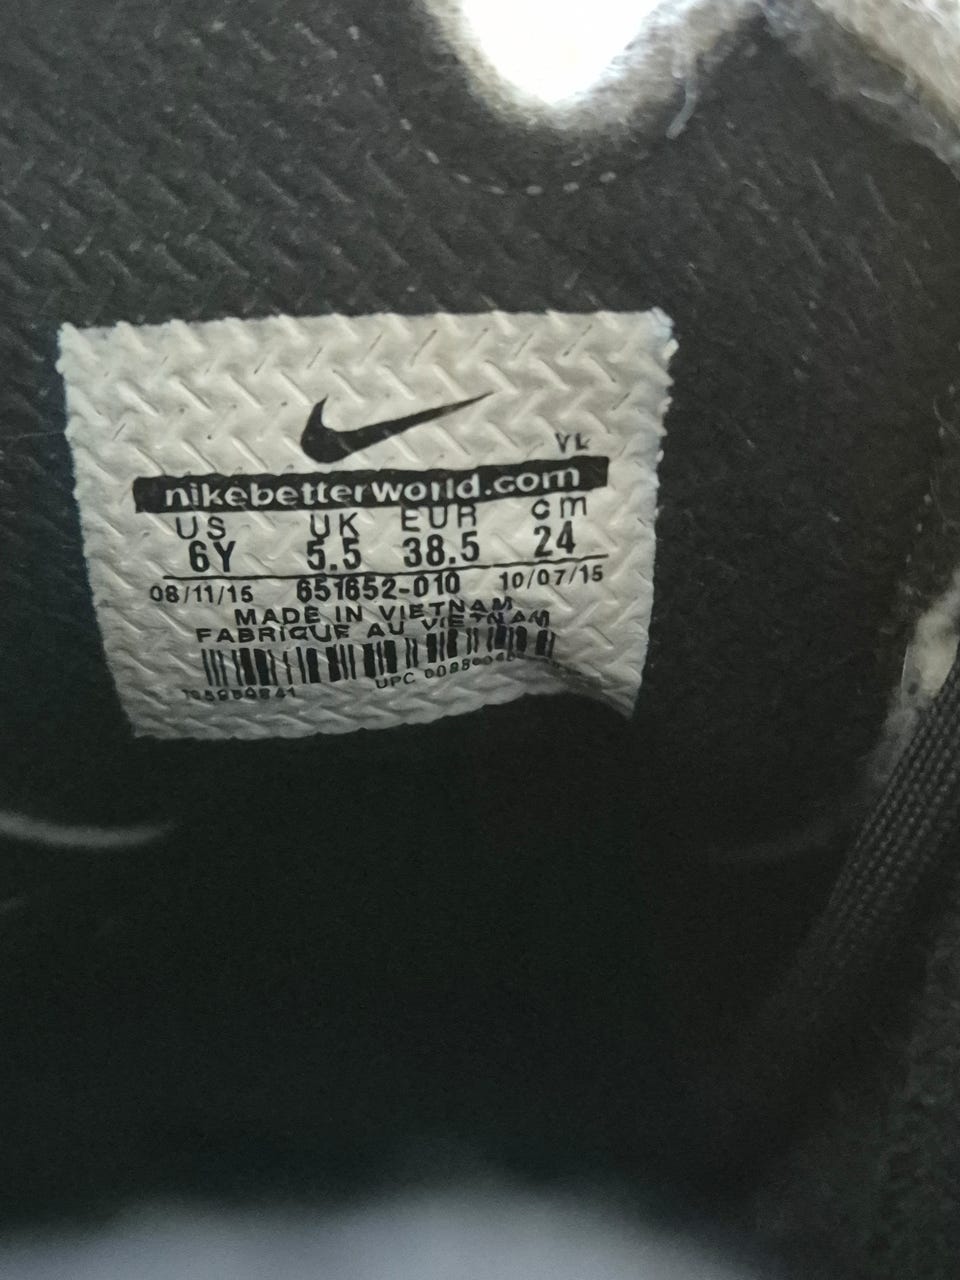 VL
nikebetterworld.com
US UK EUR cm
6Y 5.5 38.5 24
08/11/15 651652-010 10/07/15
MADE IN VIETNAM
FABRIQUE AU VIETNAM
UPC